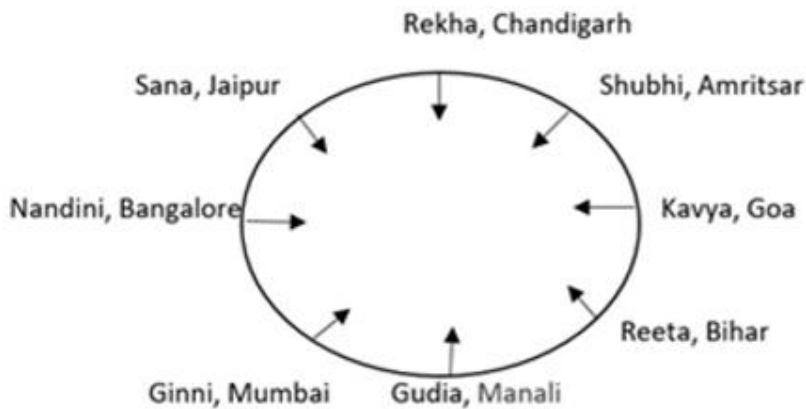 Rekha, Chandigarh
Sana, Jaipur
Shubhi, Amritsar
Nandini, Bangalore
Kavya, Goa
Reeta, Bihar
Ginni, Mumbai
Gudia, Manali